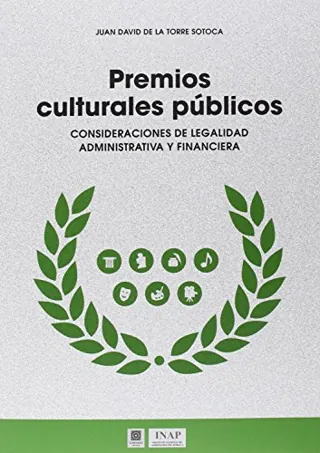 JUAN DAVID DE LA TORRE SOTOCA
Premios
culturales públicos
CONSIDERACIONES DE LEGALIDAD
ADMINISTRATIVA Y FINANCIERA
INAP